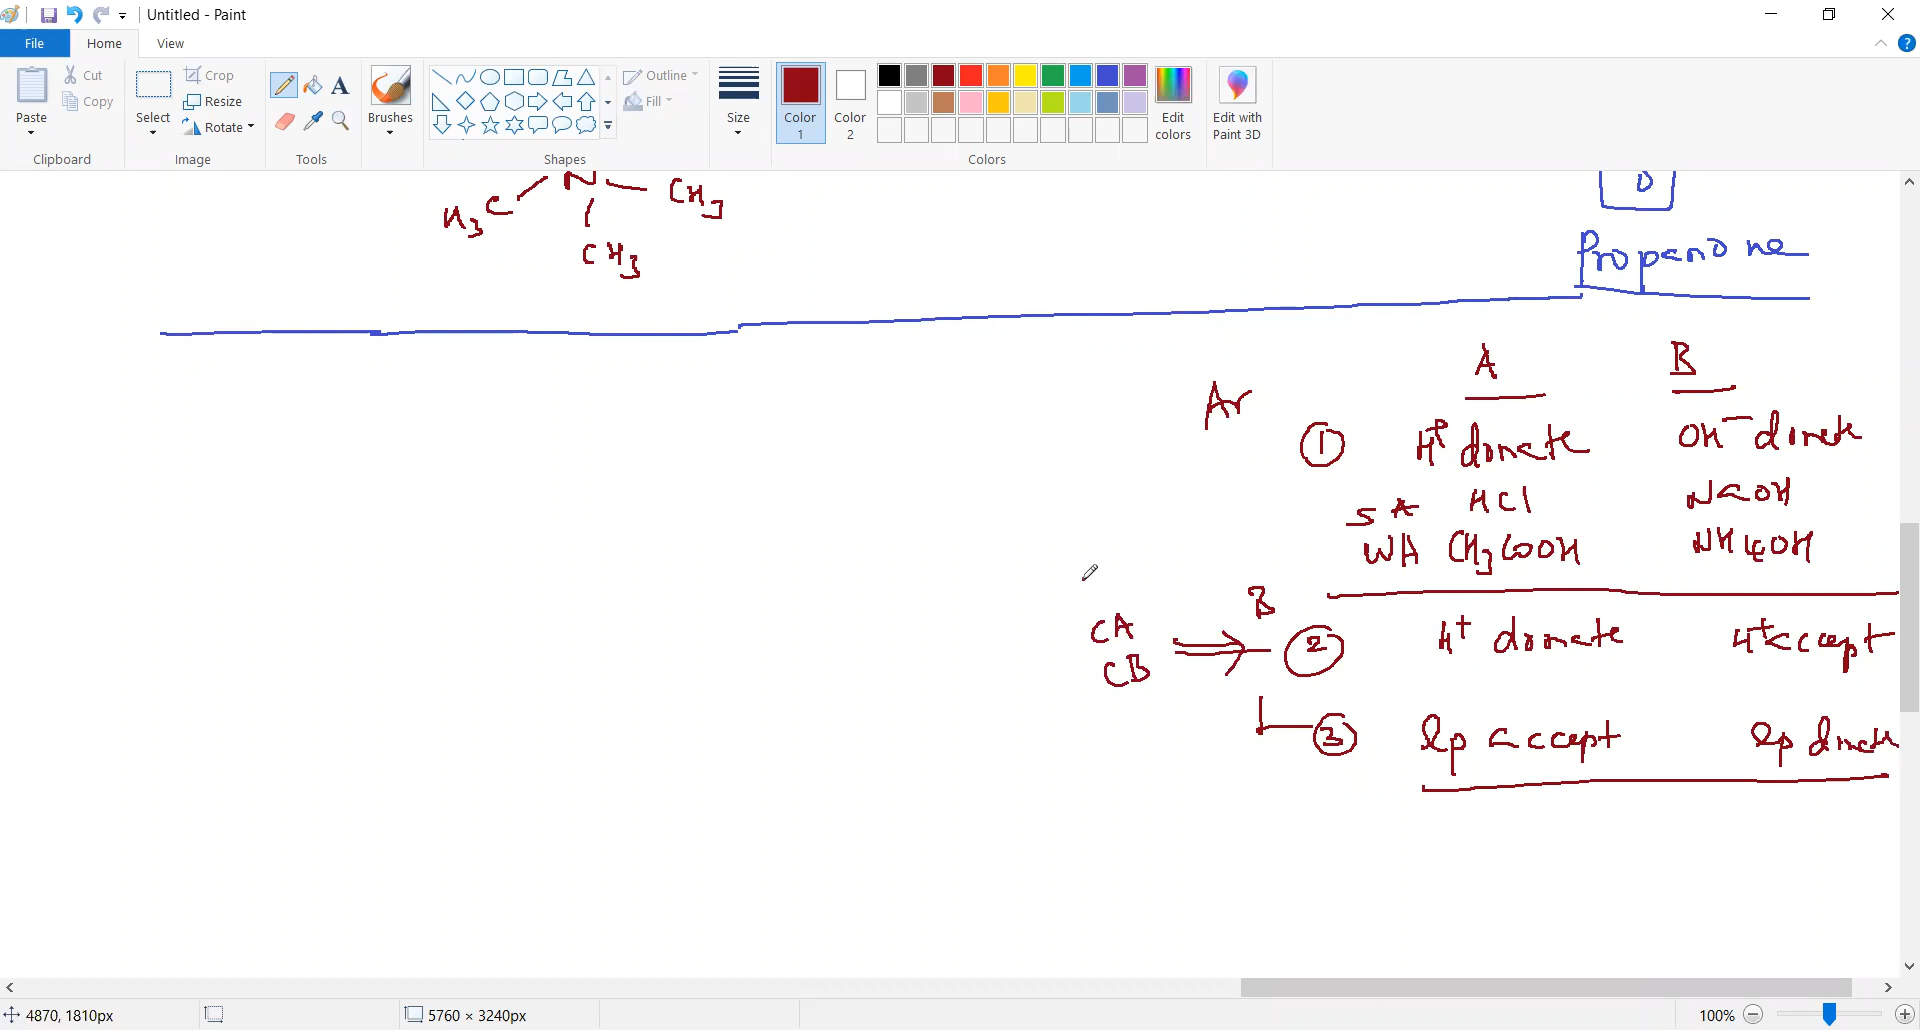 Untitled - Paint
File Home View
Paste
Cut
Copy
Clipboard
Select
Crop
Resize
Rotate
Image
Tools
Brushes
Shapes
Outline
Fill
Size
Color 1
Color 2
Edit colors
Colors
Edit with Paint 3D
N
H3C
CH3
CH3
D
Propanone
A B
Ar
1 H+ donate OH- donate
SA HCl NaOH
WA CH3COOH NH4OH
B
CA
CB
2 H+ donate H+ accept
3 lp accept lp donate
4870, 1810px
5760 × 3240px
100%